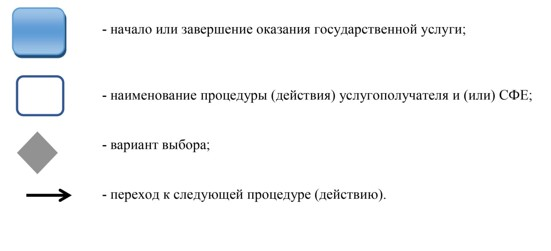 - начало или завершение оказания государственной услуги;
- наименование процедуры (действия) услугополучателя и (или) СФЕ;
- вариант выбора;
- переход к следующей процедуре (действию).